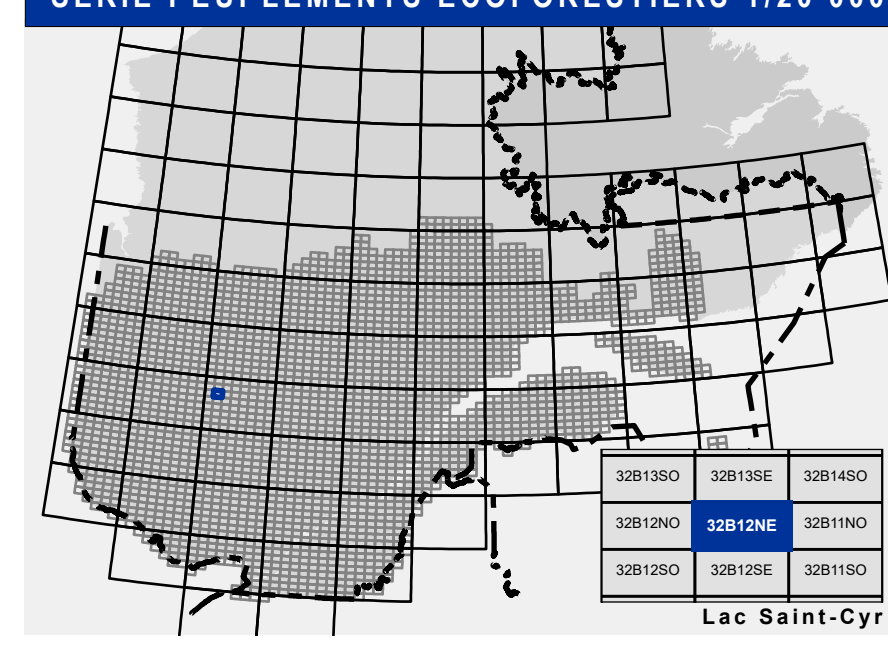 SÉRIE PEUPLEMENTS ÉCOFORESTIERS 1/20 000
32B13SO 32B13SE 32B14SO
32B12NO 32B12NE 32B11NO
32B12SO 32B12SE 32B11SO
Lac Saint-Cyr